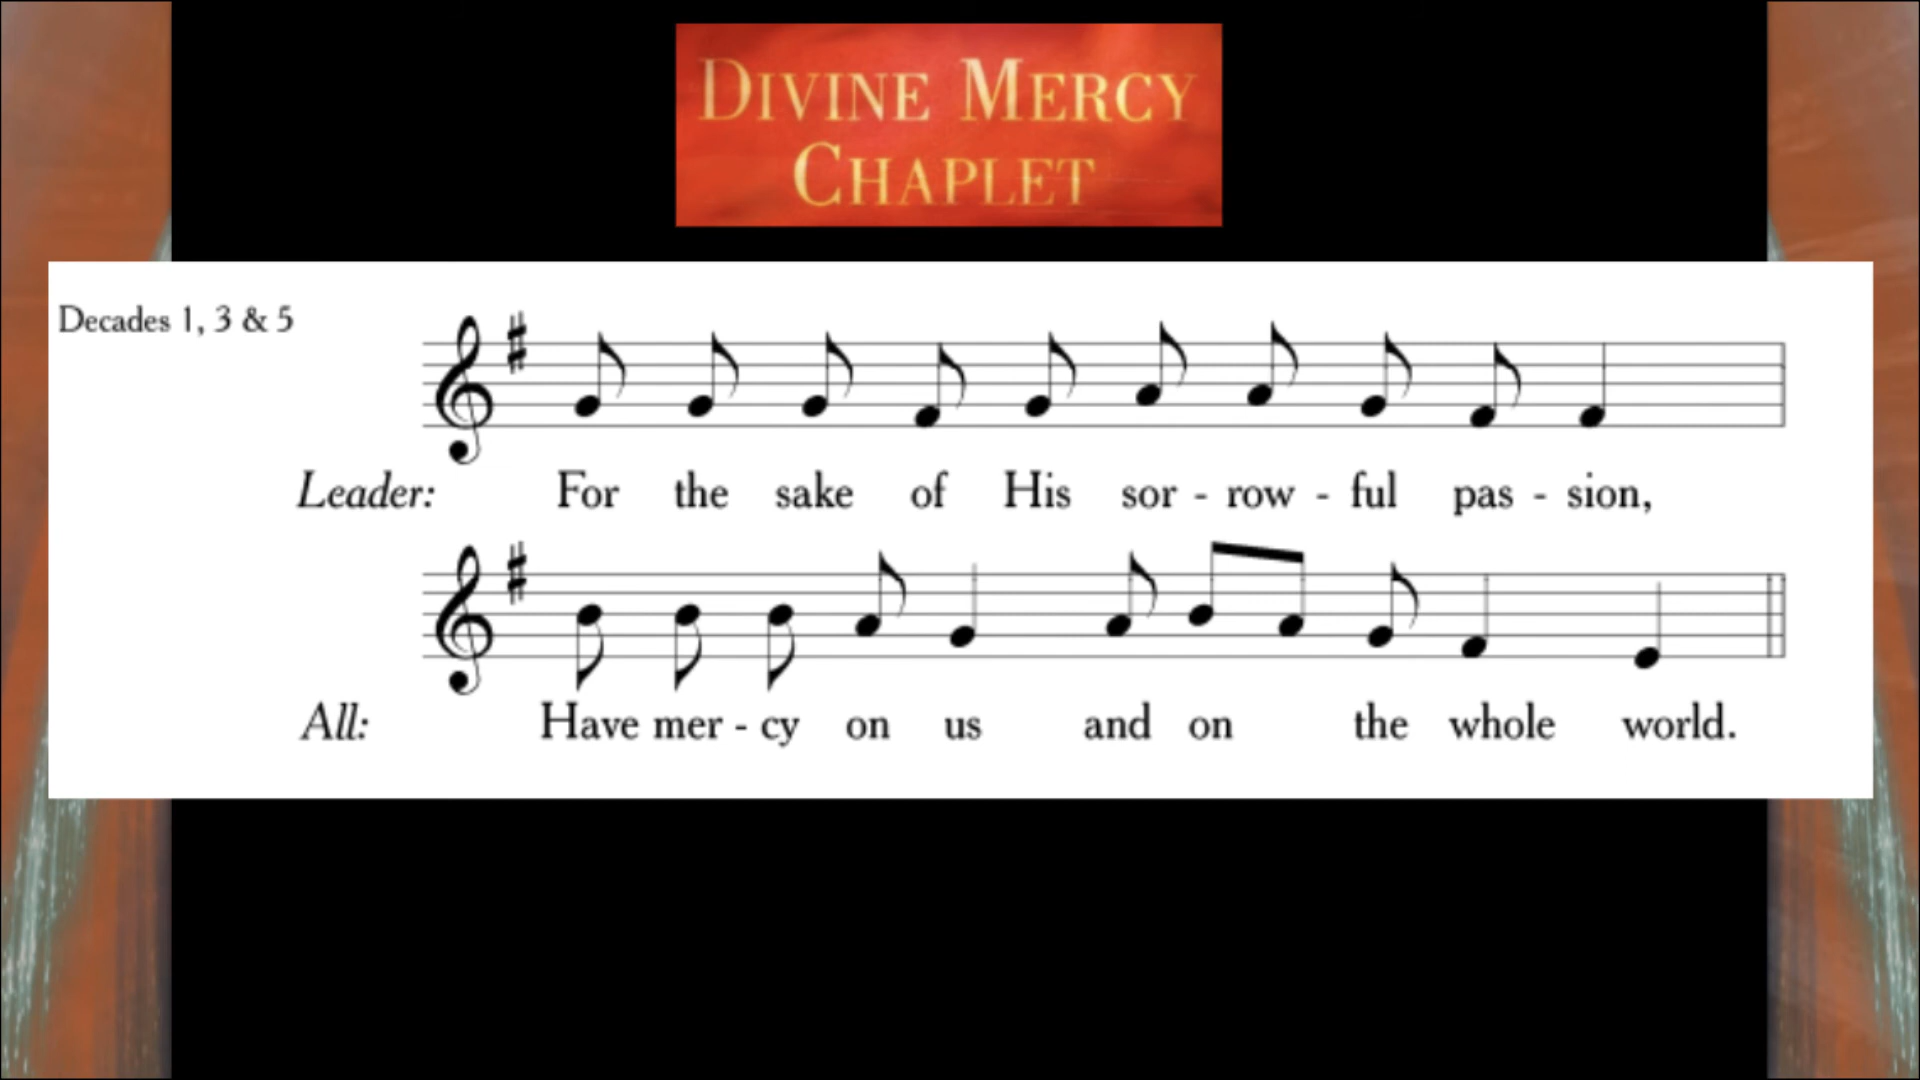 DIVINE MERCY
CHAPLET
Decades 1, 3 & 5
Leader: For the sake of His sor - row - ful pas - sion,
All: Have mer - cy on us and on the whole world.